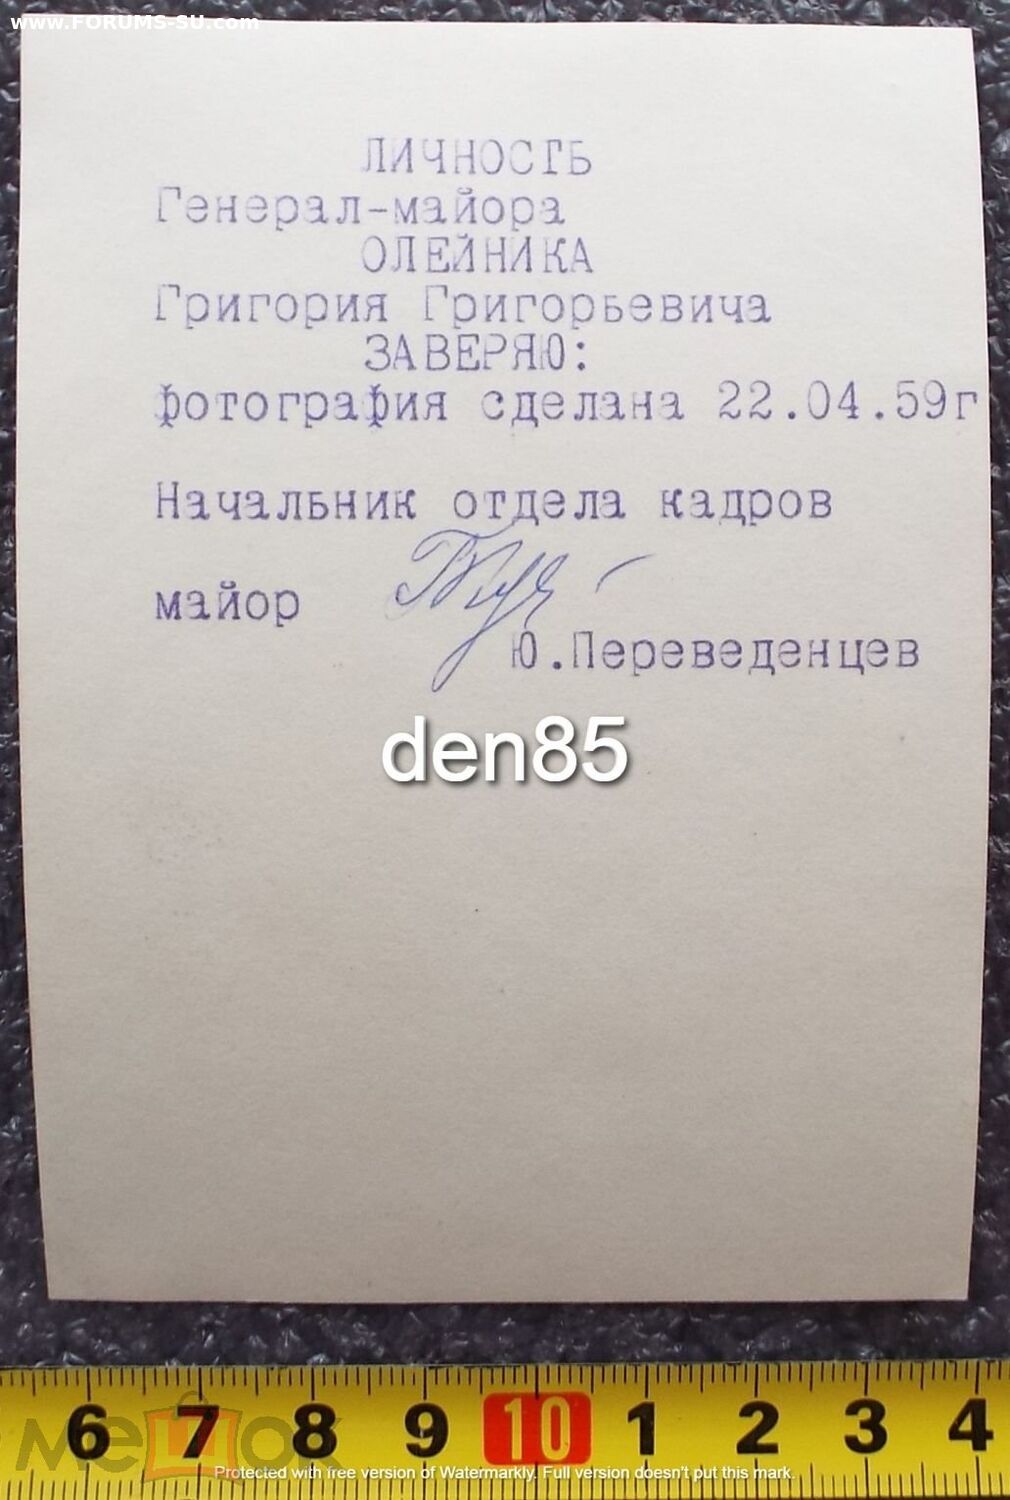 www.FORUMS-SU.com
ЛИЧНОСТЬ
Генерал-майора
ОЛЕЙНИКА
Григория Григорьевича
ЗАВЕРЯЮ:
фотография сделана 22.04.59г
Начальник отдела кадров
майор
Ю.Переведенцев
den85
6 7 8 9 10 1 2 3 4
мешок
Protected with free version of Watermarkly. Full version doesn't put this mark.